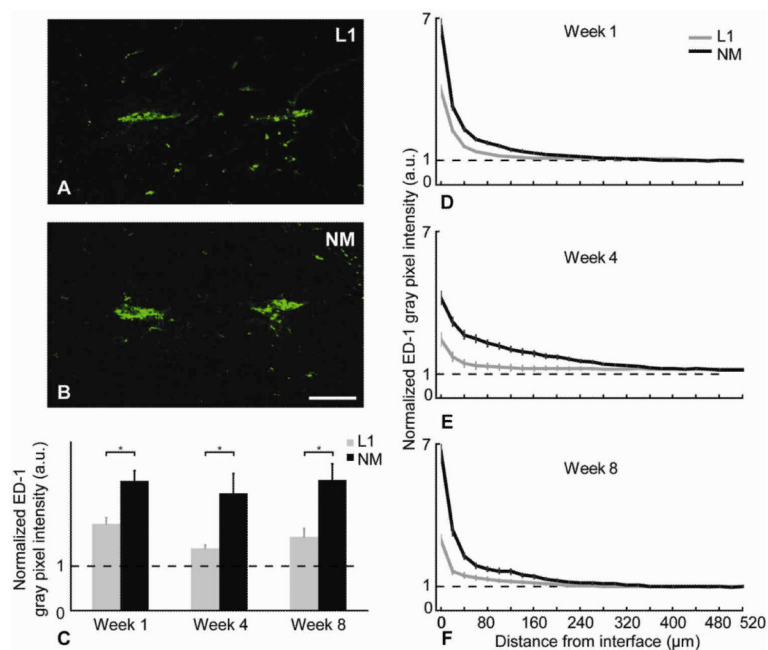 L1
A
NM
B
Normalized ED-1
gray pixel intensity (a.u.)
1
0
*
*
*
L1
NM
Week 1
Week 4
Week 8
C
Normalized ED-1 gray pixel intensity (a.u.)
7
1
0
Week 1
L1
NM
D
7
1
0
Week 4
E
7
1
0
Week 8
F
0 80 160 240 320 400 440 520
Distance from interface (µm)